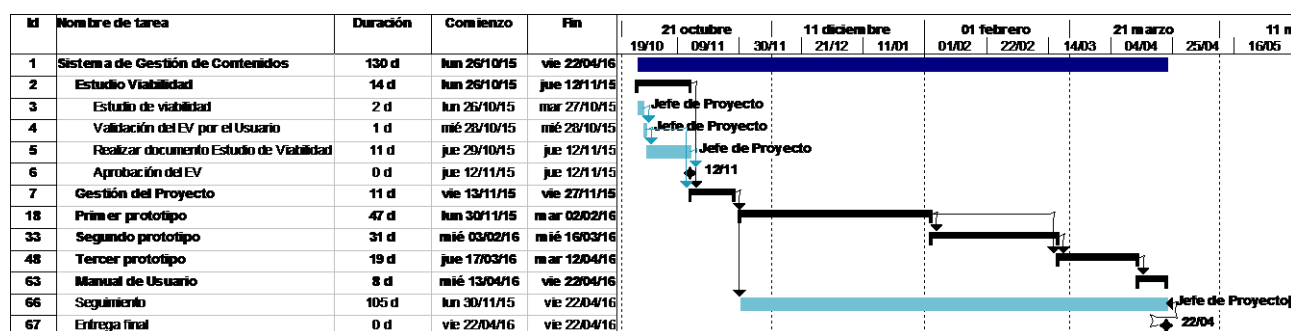 Id Nombre de tarea Duración Comienzo Fin
21 octubre 11 diciembre 01 febrero 21 marzo 11 m
19/10 09/11 30/11 21/12 11/01 01/02 22/02 14/03 04/04 25/04 16/05
1 Sistema de Gestión de Contenidos 130 d lun 26/10/15 vie 22/04/16
2 Estudio Viabilidad 14 d lun 26/10/15 jue 12/11/15
3 Estudio de viabilidad 2 d lun 26/10/15 mar 27/10/15 Jefe de Proyecto
4 Validación del EV por el Usuario 1 d mié 28/10/15 mié 28/10/15 Jefe de Proyecto
5 Realizar documento Estudio de Viabilidad 11 d jue 29/10/15 jue 12/11/15 Jefe de Proyecto
6 Aprobación del EV 0 d jue 12/11/15 jue 12/11/15 12/11
7 Gestión del Proyecto 11 d vie 13/11/15 vie 27/11/15
18 Primer prototipo 47 d lun 30/11/15 mar 02/02/16
33 Segundo prototipo 31 d mié 03/02/16 mié 16/03/16
48 Tercer prototipo 19 d jue 17/03/16 mar 12/04/16
63 Manual de Usuario 8 d mié 13/04/16 vie 22/04/16
66 Seguimiento 105 d lun 30/11/15 vie 22/04/16 Jefe de Proyecto
67 Entrega final 0 d vie 22/04/16 vie 22/04/16 22/04